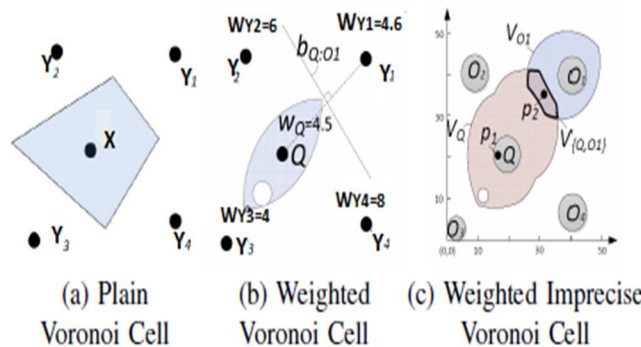 Y2
Y1
X
Y3
Y4
(a) Plain
Voronoi Cell
WY2=6
bQ;O1
WY1=4.6
Y2
Y1
WQ=4.5
Q
WY3=4
WY4=8
Y3
Y4
(b) Weighted
Voronoi Cell
50
VO1
O2
O1
40
p2
30
VQ
p1
V{Q,O1}
20
Q
10
O4
O3
(0,0) 10 30 50
(c) Weighted Imprecise
Voronoi Cell